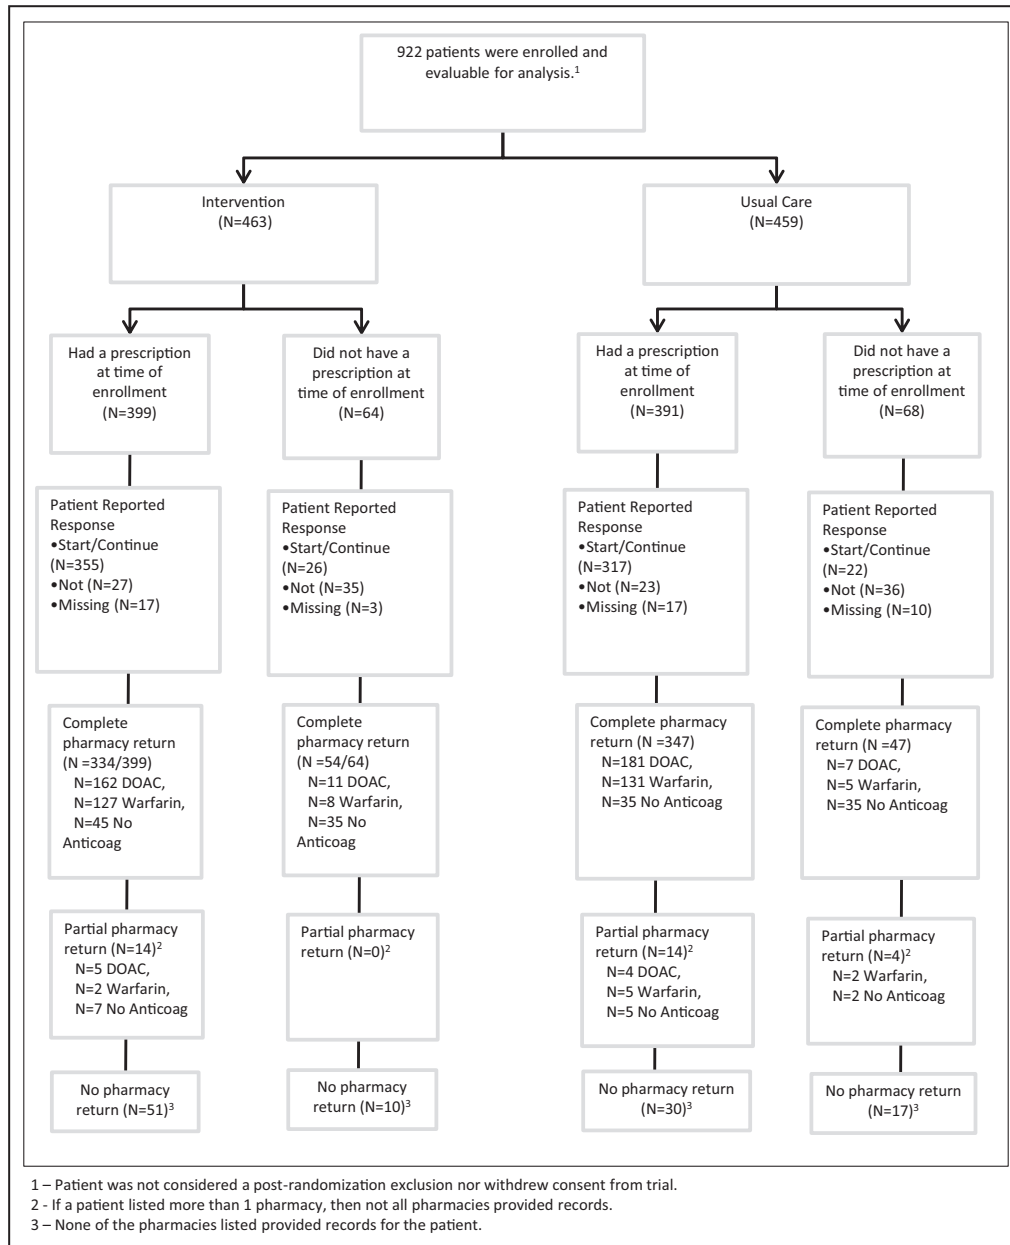 922 patients were enrolled and
evaluable for analysis.1
Intervention
(N=463)
Usual Care
(N=459)
Had a prescription
at time of
enrollment
(N=399)
Did not have a
prescription at
time of enrollment
(N=64)
Had a prescription
at time of
enrollment
(N=391)
Did not have a
prescription at
time of enrollment
(N=68)
Patient Reported
Response
•Start/Continue
(N=355)
•Not (N=27)
•Missing (N=17)
Patient Reported
Response
•Start/Continue
(N=26)
•Not (N=35)
•Missing (N=3)
Patient Reported
Response
•Start/Continue
(N=317)
•Not (N=23)
•Missing (N=17)
Patient Reported
Response
•Start/Continue
(N=22)
•Not (N=36)
•Missing (N=10)
Complete
pharmacy return
(N =334/399)
N=162 DOAC,
N=127 Warfarin,
N=45 No
Anticoag
Complete
pharmacy return
(N =54/64)
N=11 DOAC,
N=8 Warfarin,
N=35 No
Anticoag
Complete pharmacy
return (N =347)
N=181 DOAC,
N=131 Warfarin,
N=35 No Anticoag
Complete pharmacy
return (N =47)
N=7 DOAC,
N=5 Warfarin,
N=35 No Anticoag
Partial pharmacy
return (N=14)2
N=5 DOAC,
N=2 Warfarin,
N=7 No Anticoag
Partial pharmacy
return (N=0)2
Partial pharmacy
return (N=14)2
N=4 DOAC,
N=5 Warfarin,
N=5 No Anticoag
Partial pharmacy
return (N=4)2
N=2 Warfarin,
N=2 No Anticoag
No pharmacy
return (N=51)3
No pharmacy
return (N=10)3
No pharmacy return
(N=30)3
No pharmacy return
(N=17)3
1 – Patient was not considered a post-randomization exclusion nor withdrew consent from trial.
2 - If a patient listed more than 1 pharmacy, then not all pharmacies provided records.
3 – None of the pharmacies listed provided records for the patient.